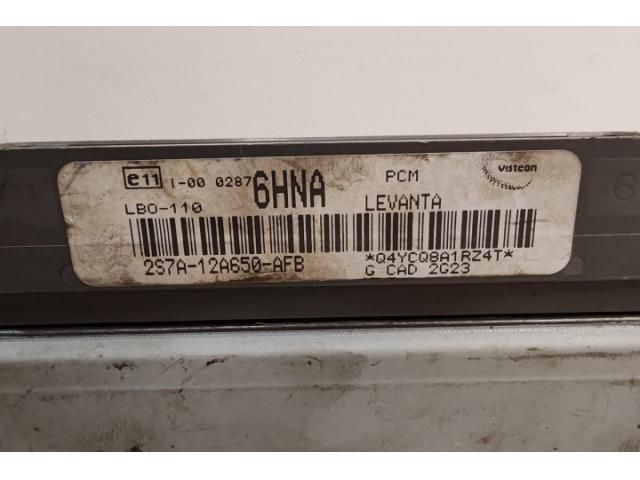 e11 I-00 0287 6HNA PCM Visteon
LBO-110 LEVANTA
2S7A-12A650-AFB *Q4YCQ8A1RZ4T*
G CAD 2G23